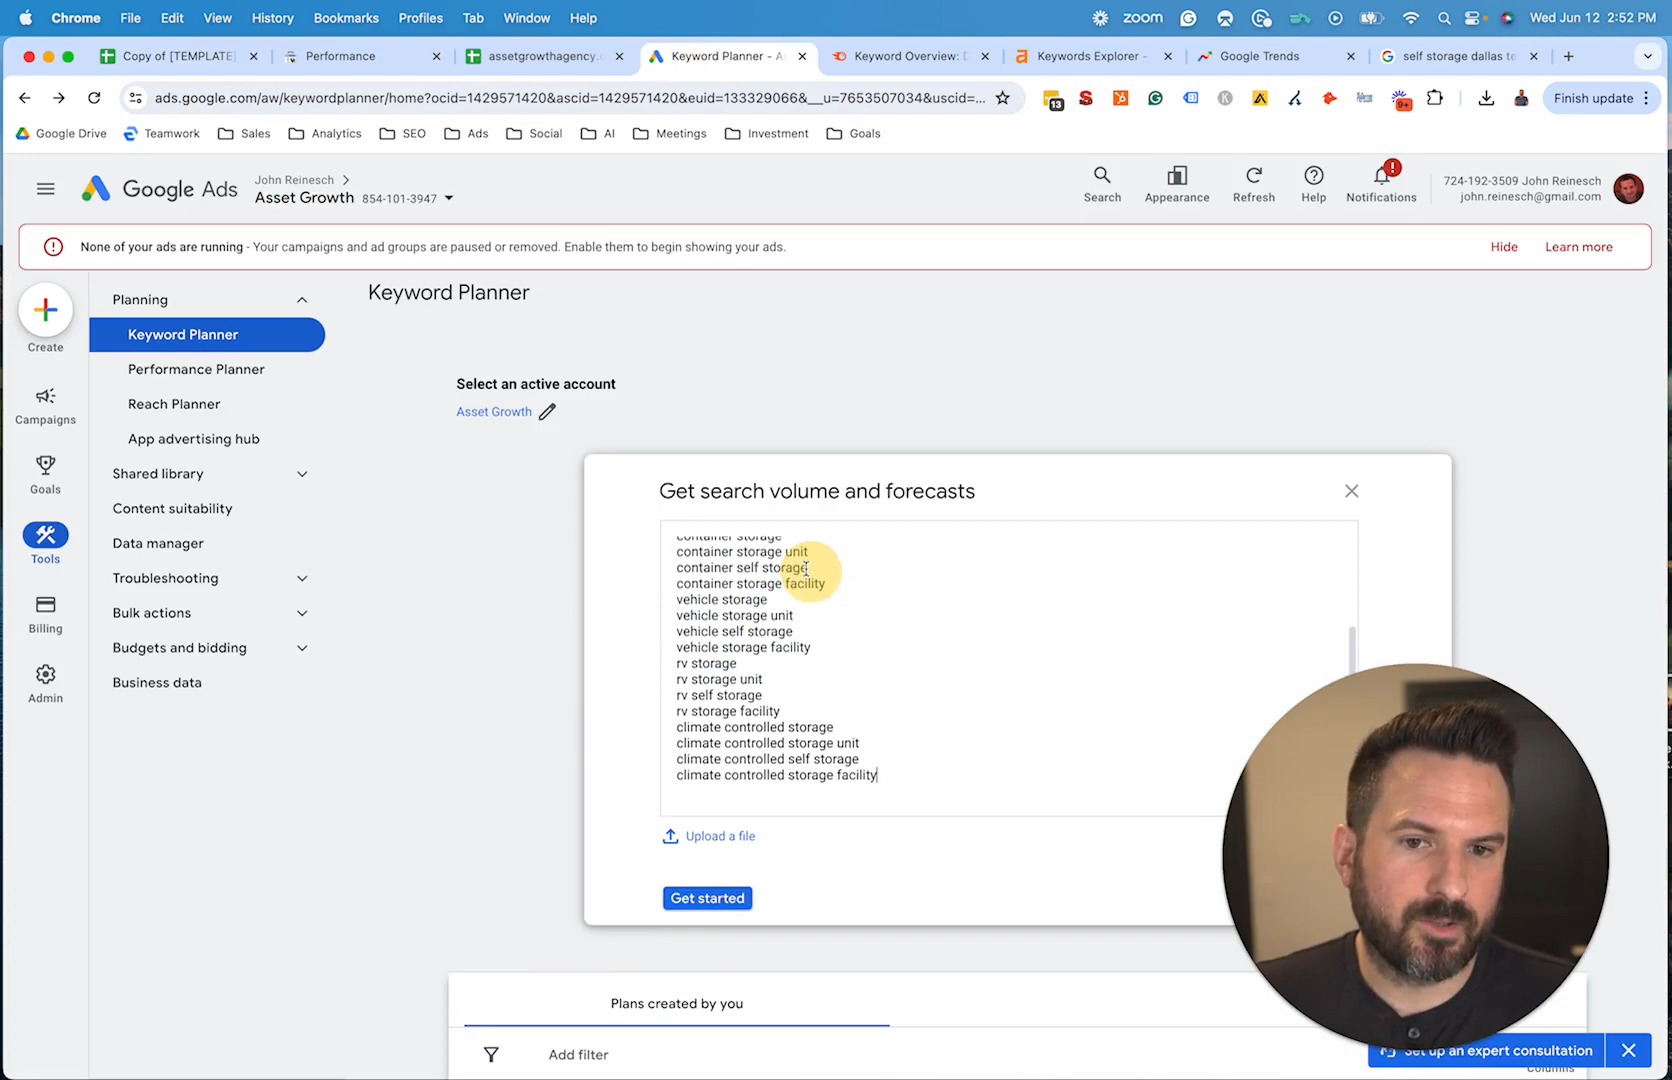 Chrome File Edit View History Bookmarks Profiles Tab Window Help zoom Wed Jun 12 2:52 PM
Copy of [TEMPLATE] Performance assetgrowthagency. Keyword Planner - A Keyword Overview: D Keywords Explorer - Google Trends self storage dallas te
ads.google.com/aw/keywordplanner/home?ocid=1429571420&ascid=1429571420&euid=133329066&__u=7653507034&uscid=... 13 9+ Finish update
Google Drive Teamwork Sales Analytics SEO Ads Social AI Meetings Investment Goals
Google Ads
John Reinesch
Asset Growth 854-101-3947
Search Appearance Refresh Help Notifications
724-192-3509 John Reinesch
john.reinesch@gmail.com
None of your ads are running - Your campaigns and ad groups are paused or removed. Enable them to begin showing your ads. Hide Learn more
Create
Campaigns
Goals
Tools
Billing
Admin
Planning
Keyword Planner
Performance Planner
Reach Planner
App advertising hub
Shared library
Content suitability
Data manager
Troubleshooting
Bulk actions
Budgets and bidding
Business data
Keyword Planner
Select an active account
Asset Growth
Get search volume and forecasts
container storage
container storage unit
container self storage
container storage facility
vehicle storage
vehicle storage unit
vehicle self storage
vehicle storage facility
rv storage
rv storage unit
rv self storage
rv storage facility
climate controlled storage
climate controlled storage unit
climate controlled self storage
climate controlled storage facility
Upload a file
Get started
Plans created by you
Add filter
Set up an expert consultation
Columns